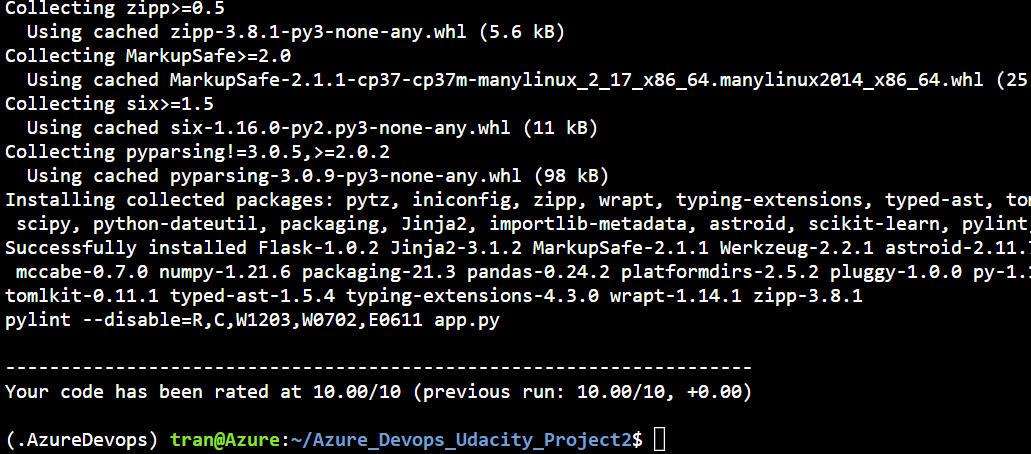 Collecting zipp>=0.5
  Using cached zipp-3.8.1-py3-none-any.whl (5.6 kB)
Collecting MarkupSafe>=2.0
  Using cached MarkupSafe-2.1.1-cp37-cp37m-manylinux_2_17_x86_64.manylinux2014_x86_64.whl (25
Collecting six>=1.5
  Using cached six-1.16.0-py2.py3-none-any.whl (11 kB)
Collecting pyparsing!=3.0.5,>=2.0.2
  Using cached pyparsing-3.0.9-py3-none-any.whl (98 kB)
Installing collected packages: pytz, iniconfig, zipp, wrapt, typing-extensions, typed-ast,
 scipy, python-dateutil, packaging, Jinja2, importlib-metadata, astroid, scikit-learn, pylint,
Successfully installed Flask-1.0.2 Jinja2-3.1.2 MarkupSafe-2.1.1 Werkzeug-2.2.1 astroid-2.11.
 mccabe-0.7.0 numpy-1.21.6 packaging-21.3 pandas-0.24.2 platformdirs-2.5.2 pluggy-1.0.0 py-1.
tomlkit-0.11.1 typed-ast-1.5.4 typing-extensions-4.3.0 wrapt-1.14.1 zipp-3.8.1
pylint --disable=R,C,W1203,W0702,E0611 app.py
--------------------------------------------------------------------
Your code has been rated at 10.00/10 (previous run: 10.00/10, +0.00)
(.AzureDevops) tran@Azure:~/Azure_Devops_Udacity_Project2$